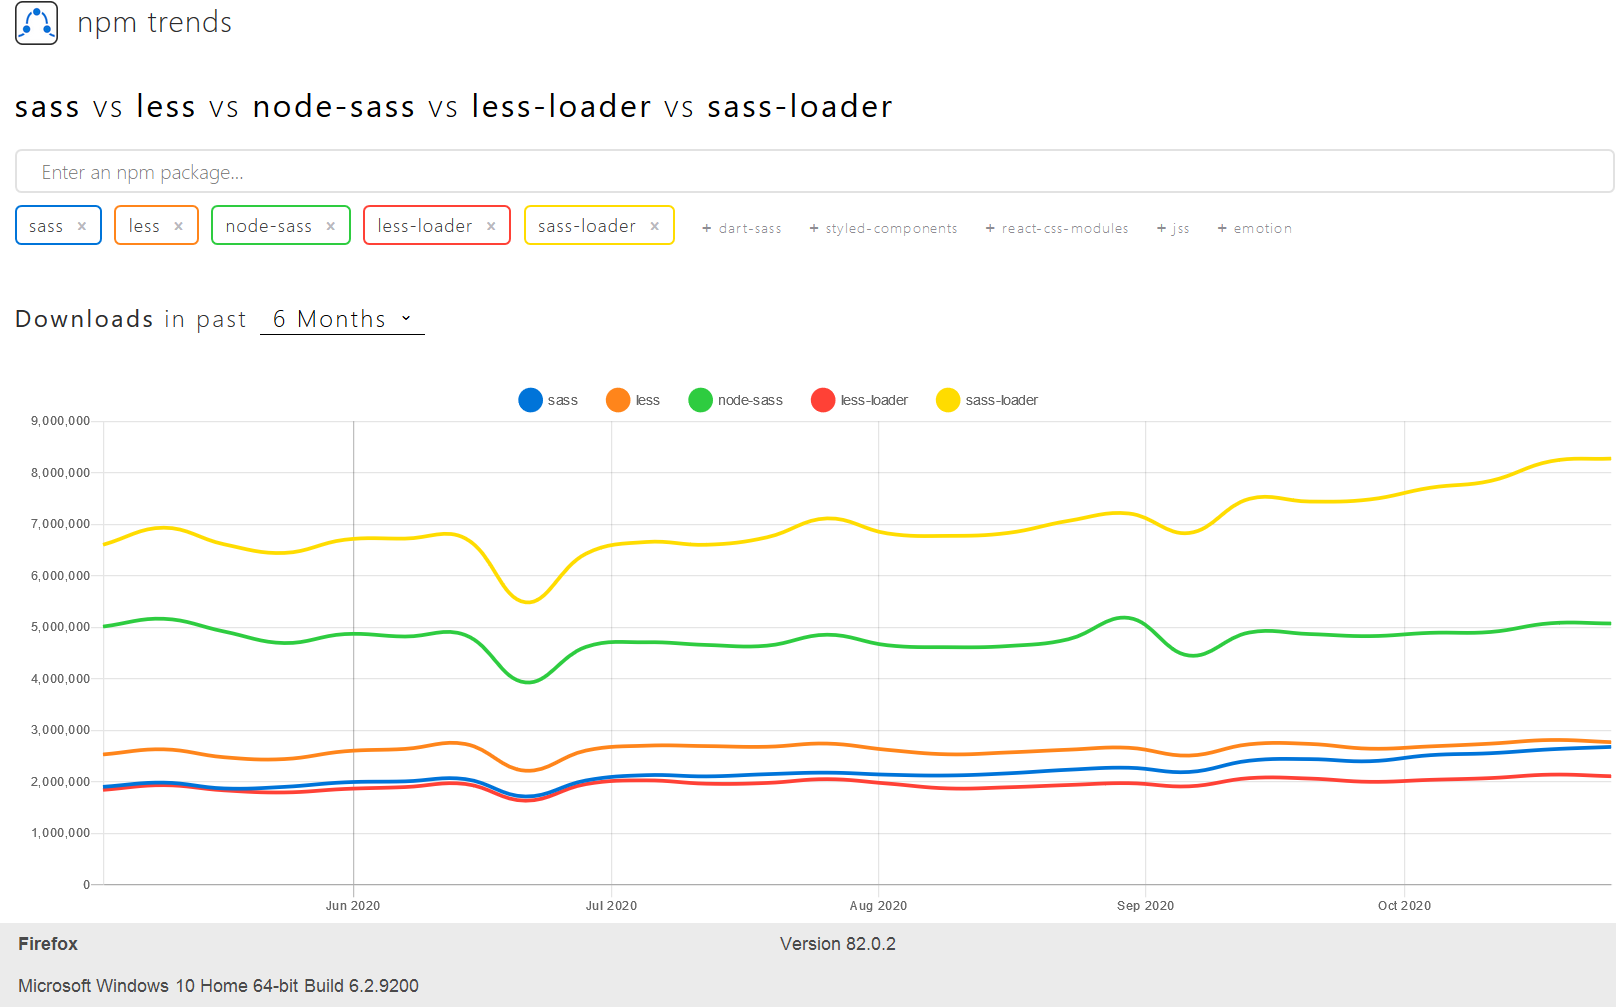 npm trends
sass vs less vs node-sass vs less-loader vs sass-loader
Enter an npm package...
sass × less × node-sass × less-loader × sass-loader × + dart-sass + styled-components + react-css-modules + jss + emotion
Downloads in past 6 Months
sass less node-sass less-loader sass-loader
9,000,000
8,000,000
7,000,000
6,000,000
5,000,000
4,000,000
3,000,000
2,000,000
1,000,000
0
Jun 2020 Jul 2020 Aug 2020 Sep 2020 Oct 2020
Firefox Version 82.0.2
Microsoft Windows 10 Home 64-bit Build 6.2.9200